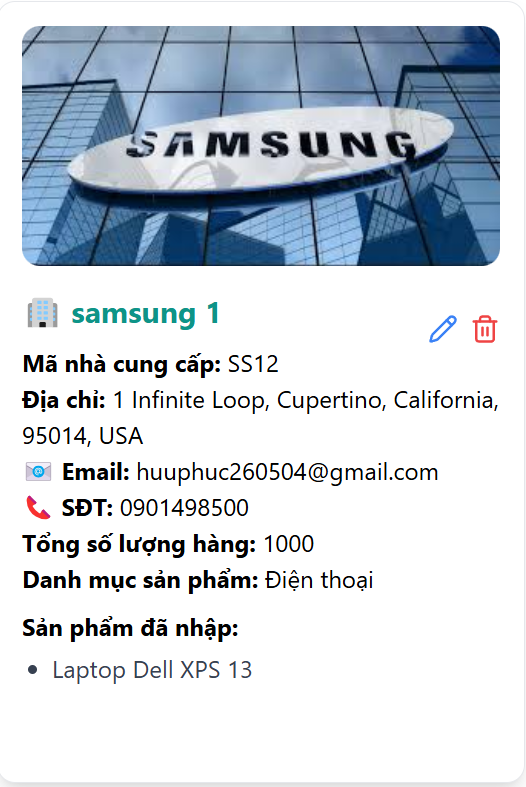 SAMSUNG
samsung 1
Mã nhà cung cấp: SS12
Địa chỉ: 1 Infinite Loop, Cupertino, California,
95014, USA
Email: huuphuc260504@gmail.com
SĐT: 0901498500
Tổng số lượng hàng: 1000
Danh mục sản phẩm: Điện thoại
Sản phẩm đã nhập:
• Laptop Dell XPS 13